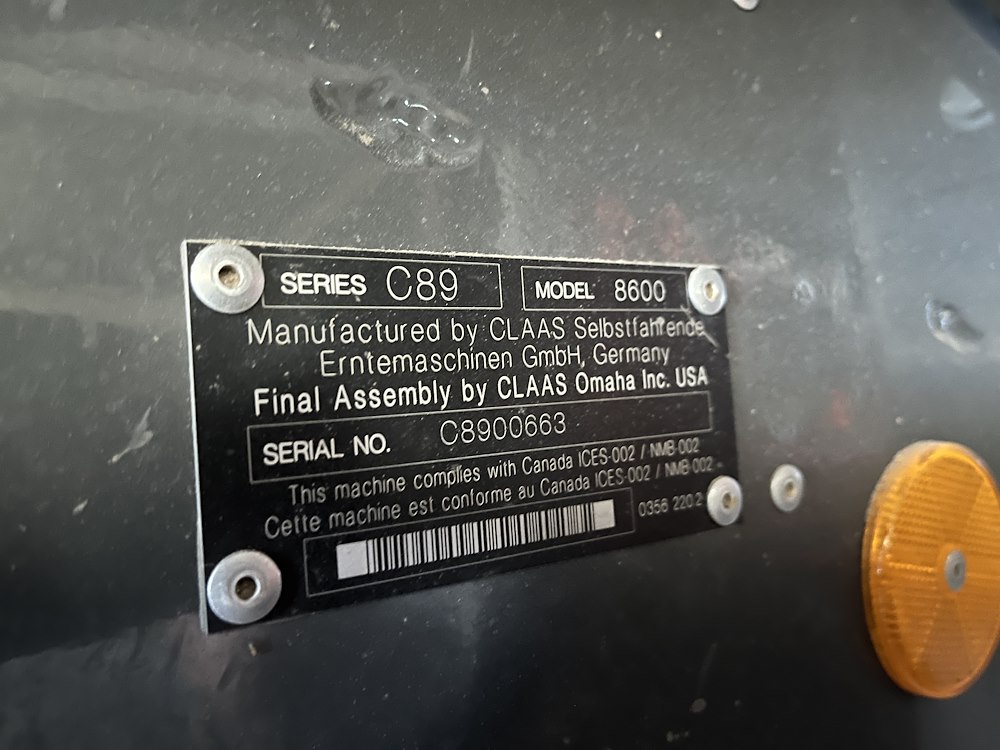 SERIES C89 MODEL 8600
Manufactured by CLAAS Selbstfahrende
Erntemaschinen GmbH, Germany
Final Assembly by CLAAS Omaha Inc. USA
SERIAL NO. C8900663
This machine complies with Canada ICES-002 / NMB-002
Cette machine est conforme au Canada ICES-002 / NMB-002
0356 220 2